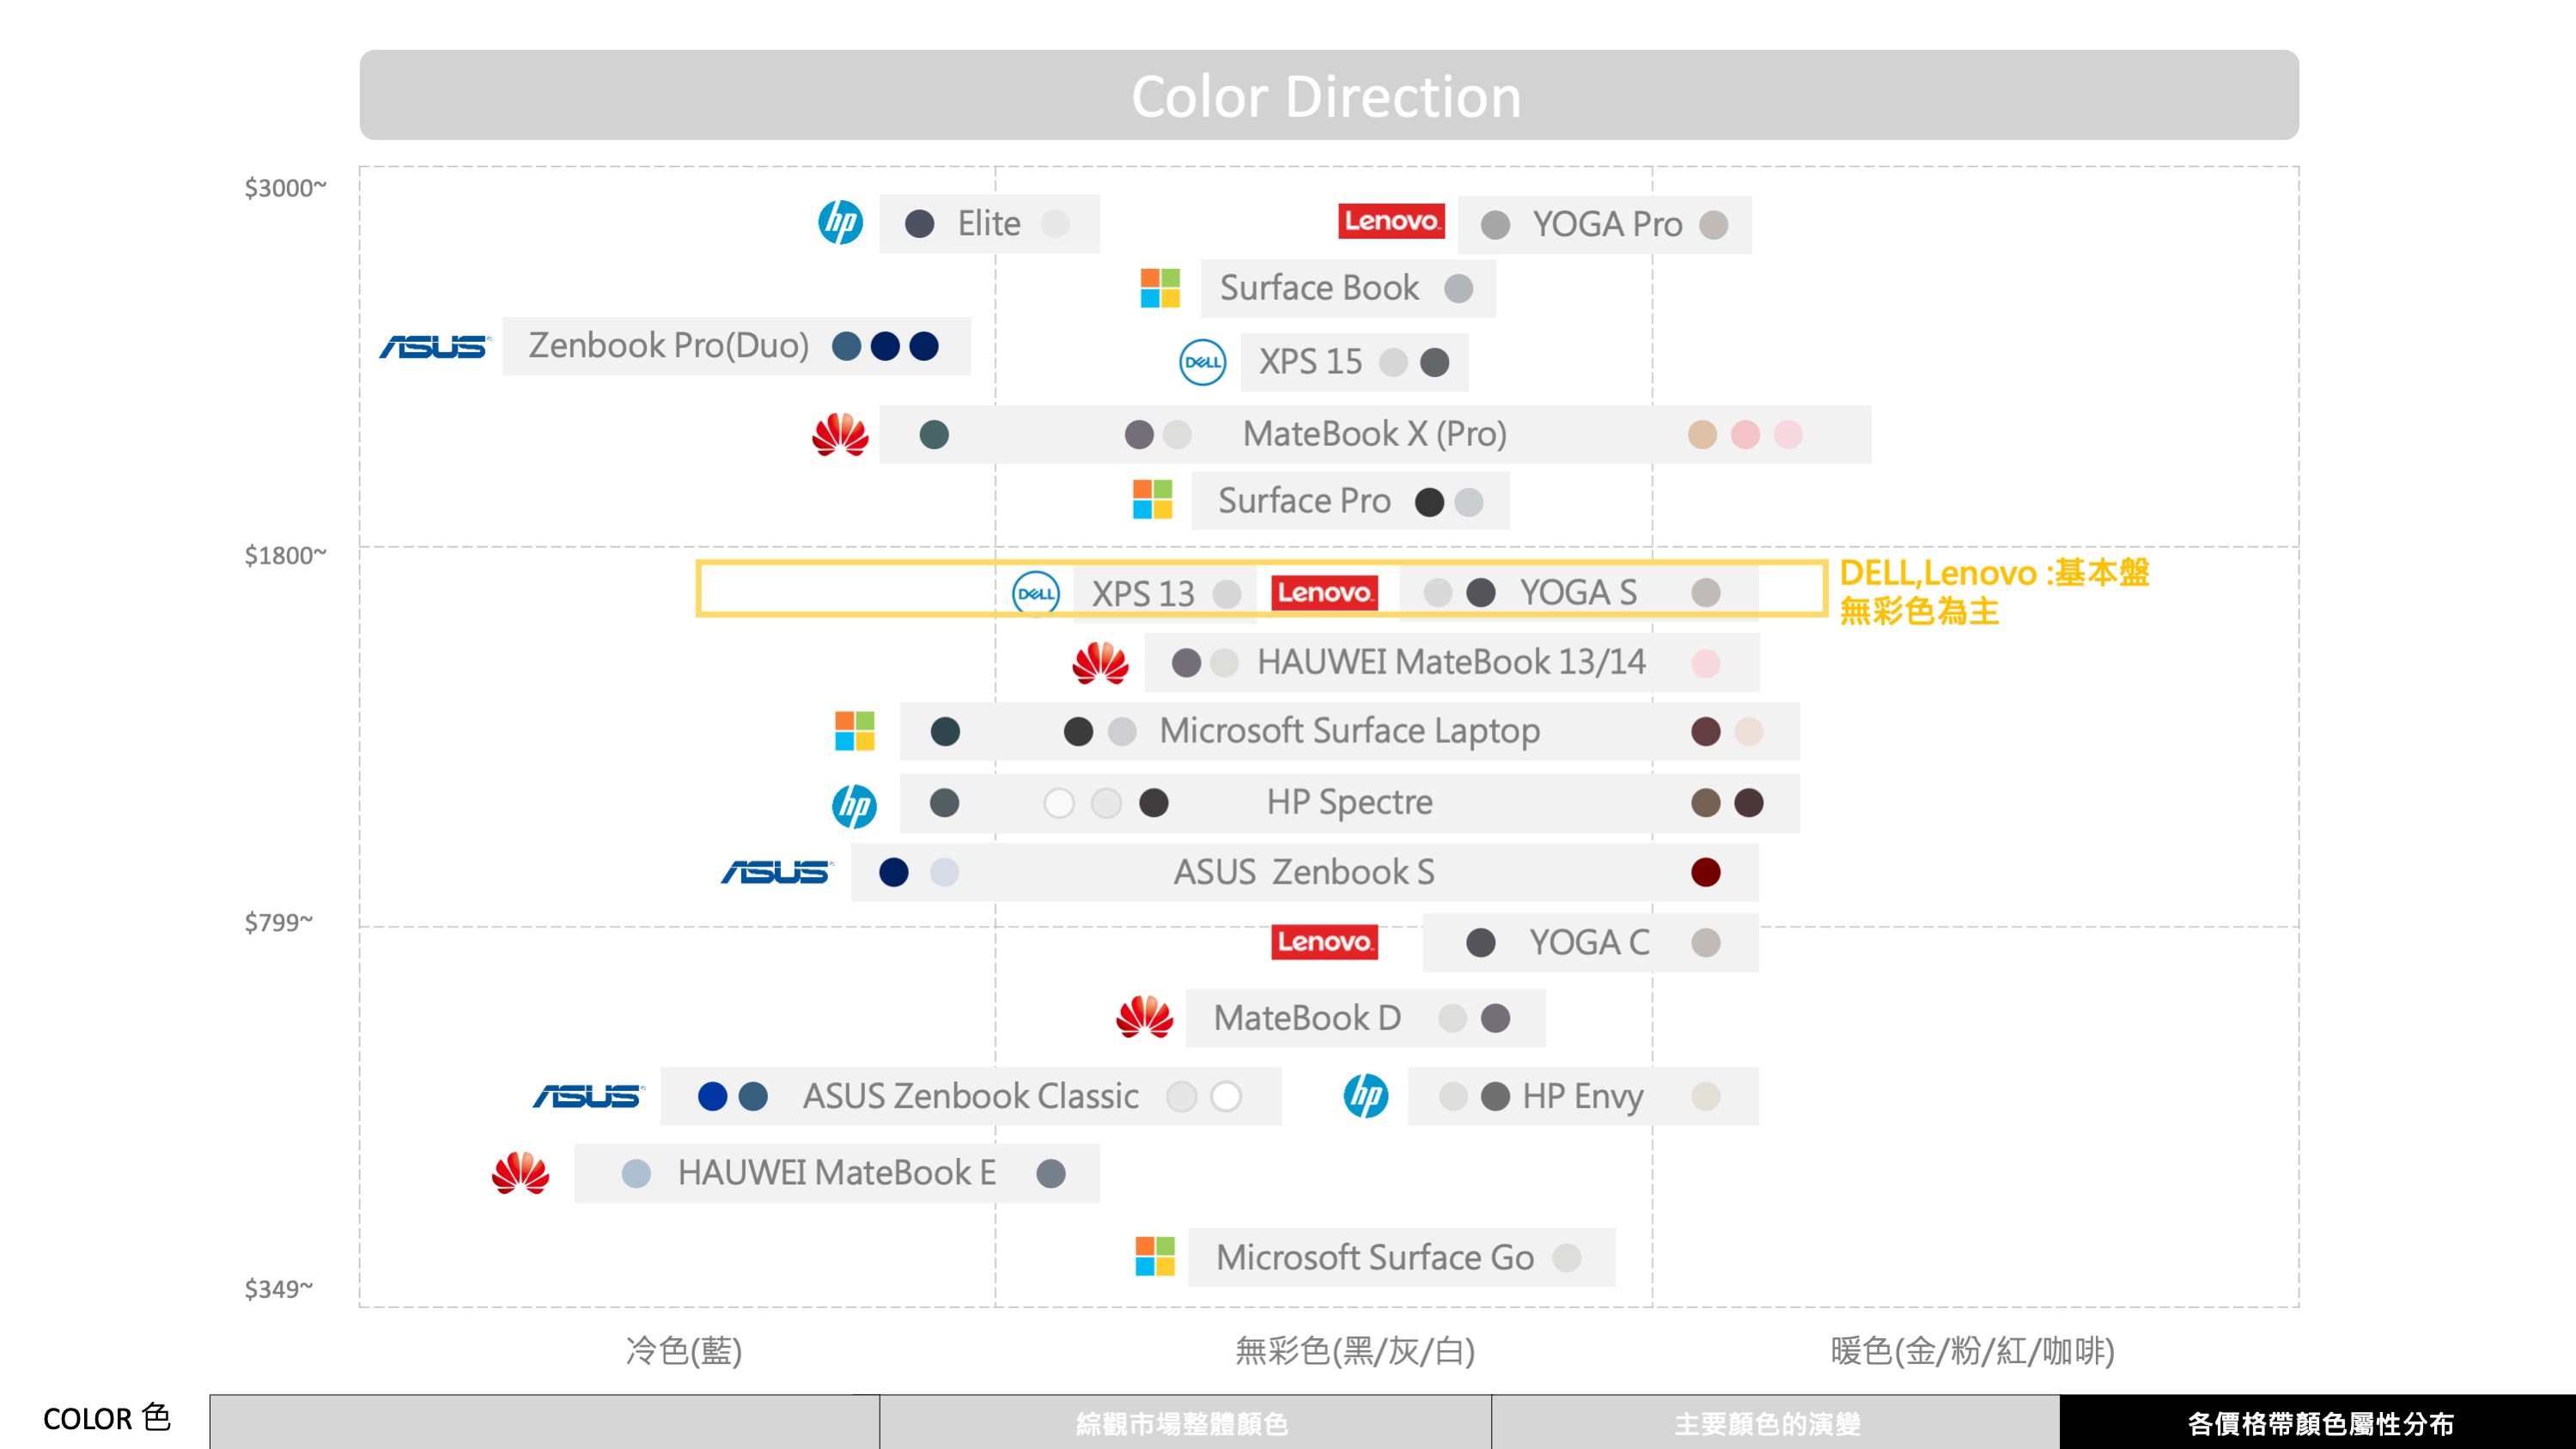 Color Direction
$3000~
hp Elite
Lenovo YOGA Pro
Surface Book
ASUS Zenbook Pro(Duo)
DELL XPS 15
MateBook X (Pro)
Surface Pro
$1800~
DELL XPS 13 Lenovo YOGA S
DELL,Lenovo :基本盤
無彩色為主
HAUWEI MateBook 13/14
Microsoft Surface Laptop
hp HP Spectre
ASUS ASUS Zenbook S
$799~
Lenovo YOGA C
MateBook D
ASUS ASUS Zenbook Classic
hp HP Envy
HAUWEI MateBook E
Microsoft Surface Go
$349~
冷色(藍)
無彩色(黑/灰/白)
暖色(金/粉/紅/咖啡)
COLOR 色
綜觀市場整體顏色
主要顏色的演變
各價格帶顏色屬性分布